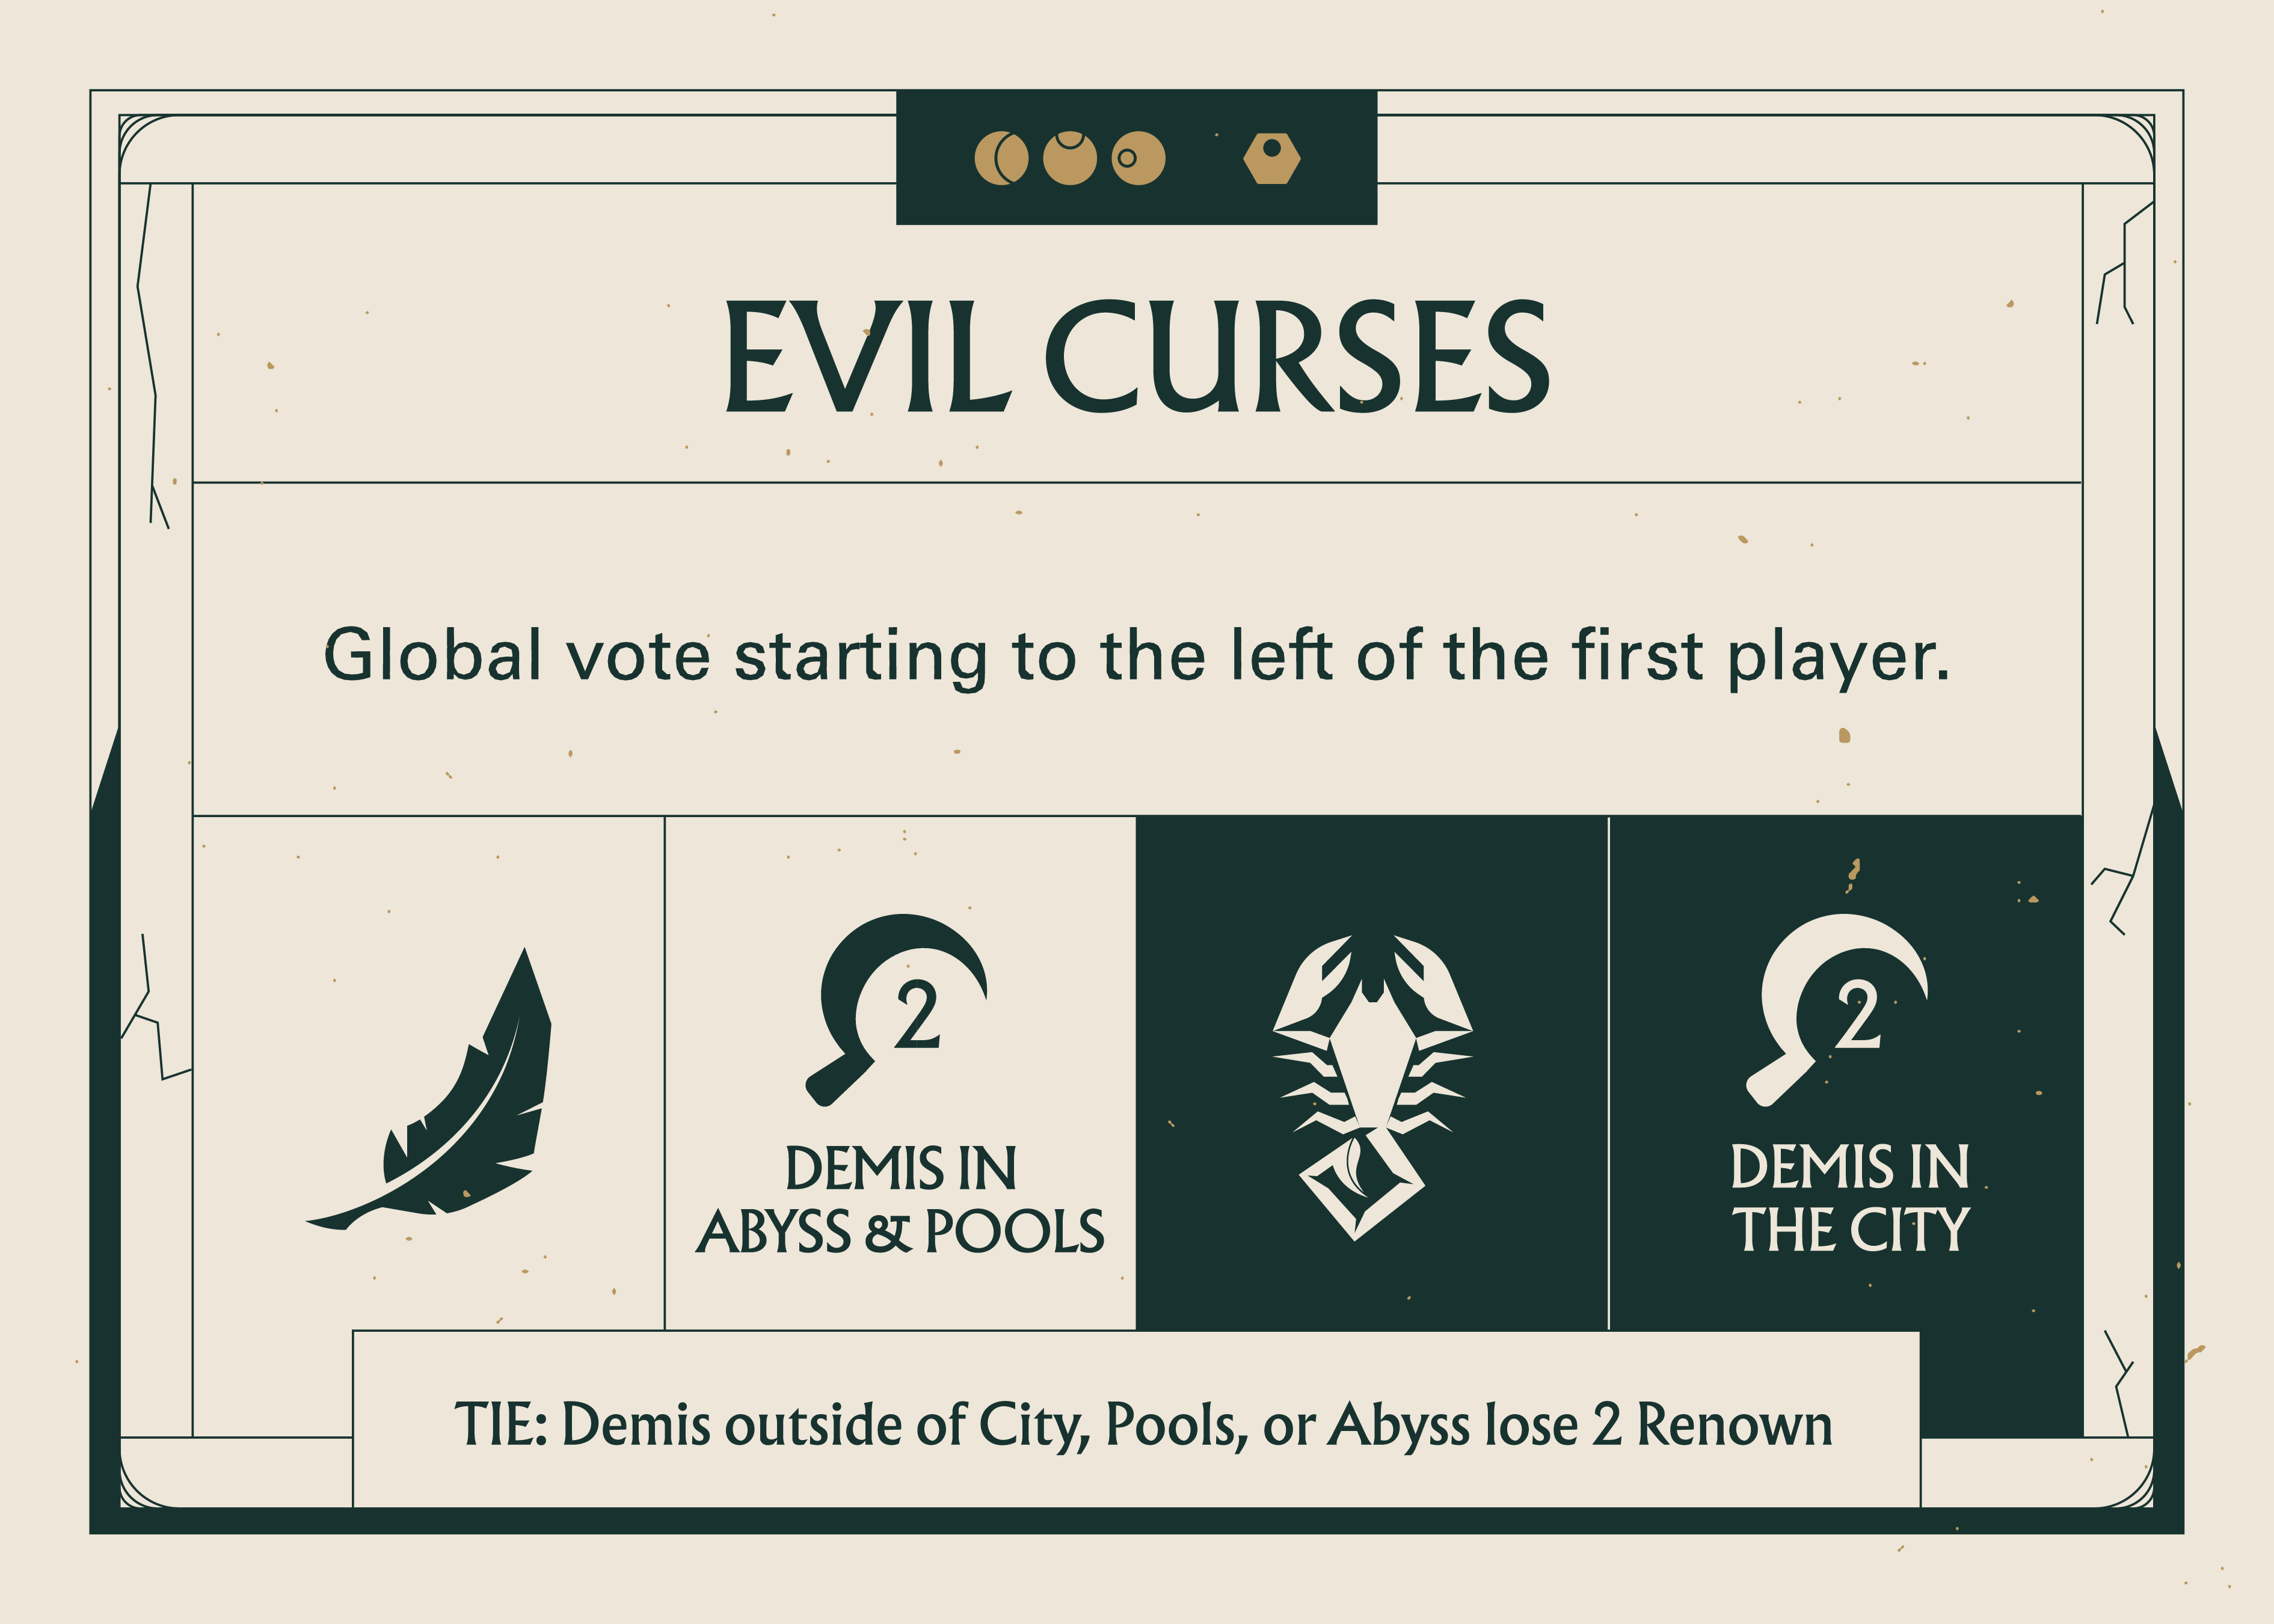 EVIL CURSES
Global vote starting to the left of the first player.
2
DEMIS IN
ABYSS & POOLS
2
DEMIS IN
THE CITY
TIE: Demis outside of City, Pools, or Abyss lose 2 Renown